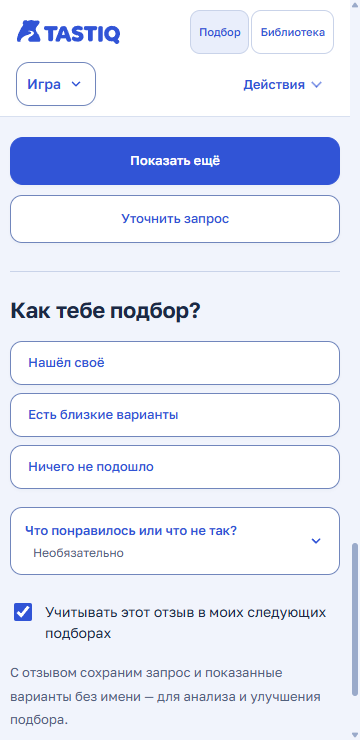 TASTIQ
Подбор
Библиотека
Игра
Действия
Показать ещё
Уточнить запрос
Как тебе подбор?
Нашёл своё
Есть близкие варианты
Ничего не подошло
Что понравилось или что не так?
Необязательно
Учитывать этот отзыв в моих следующих
подборах
С отзывом сохраним запрос и показанные
варианты без имени — для анализа и улучшения
подбора.